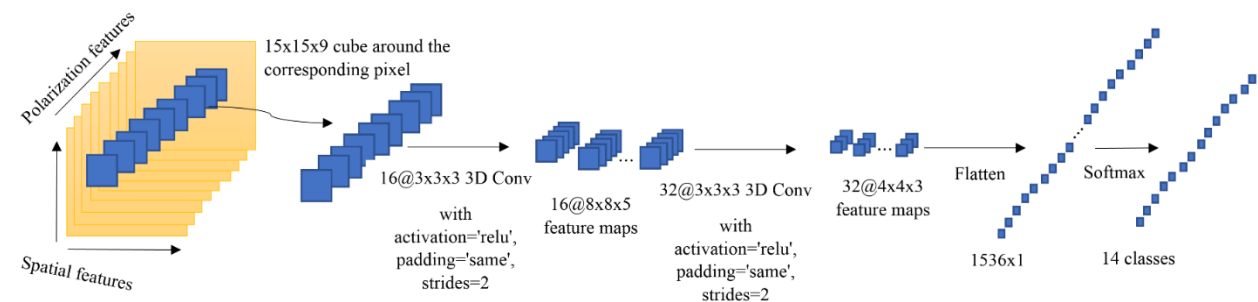 Polarization features
Spatial features
15x15x9 cube around the
corresponding pixel
16@3x3x3 3D Conv
with
activation='relu',
padding='same',
strides=2
16@8x8x5
feature maps
32@3x3x3 3D Conv
with
activation='relu',
padding='same',
strides=2
32@4x4x3
feature maps
Flatten
1536x1
Softmax
14 classes